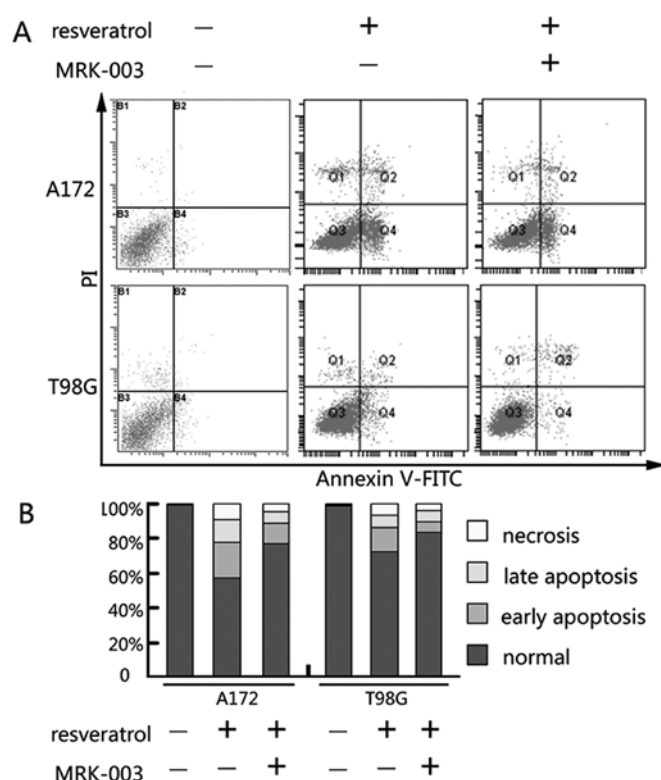 A
resveratrol — + +
MRK-003 — — +
B1 B2
Q1 Q2 Q1 Q2
A172
B3 B4
Q3 Q4 Q3 Q4
PI
B1 B2
Q1 Q2 Q1 Q2
T98G
B3 B4
Q3 Q4 Q3 Q4
Annexin V-FITC
B
100%
80%
60%
40%
20%
0
necrosis
late apoptosis
early apoptosis
normal
A172 T98G
resveratrol — + + — + +
MRK-003 — — + — — +